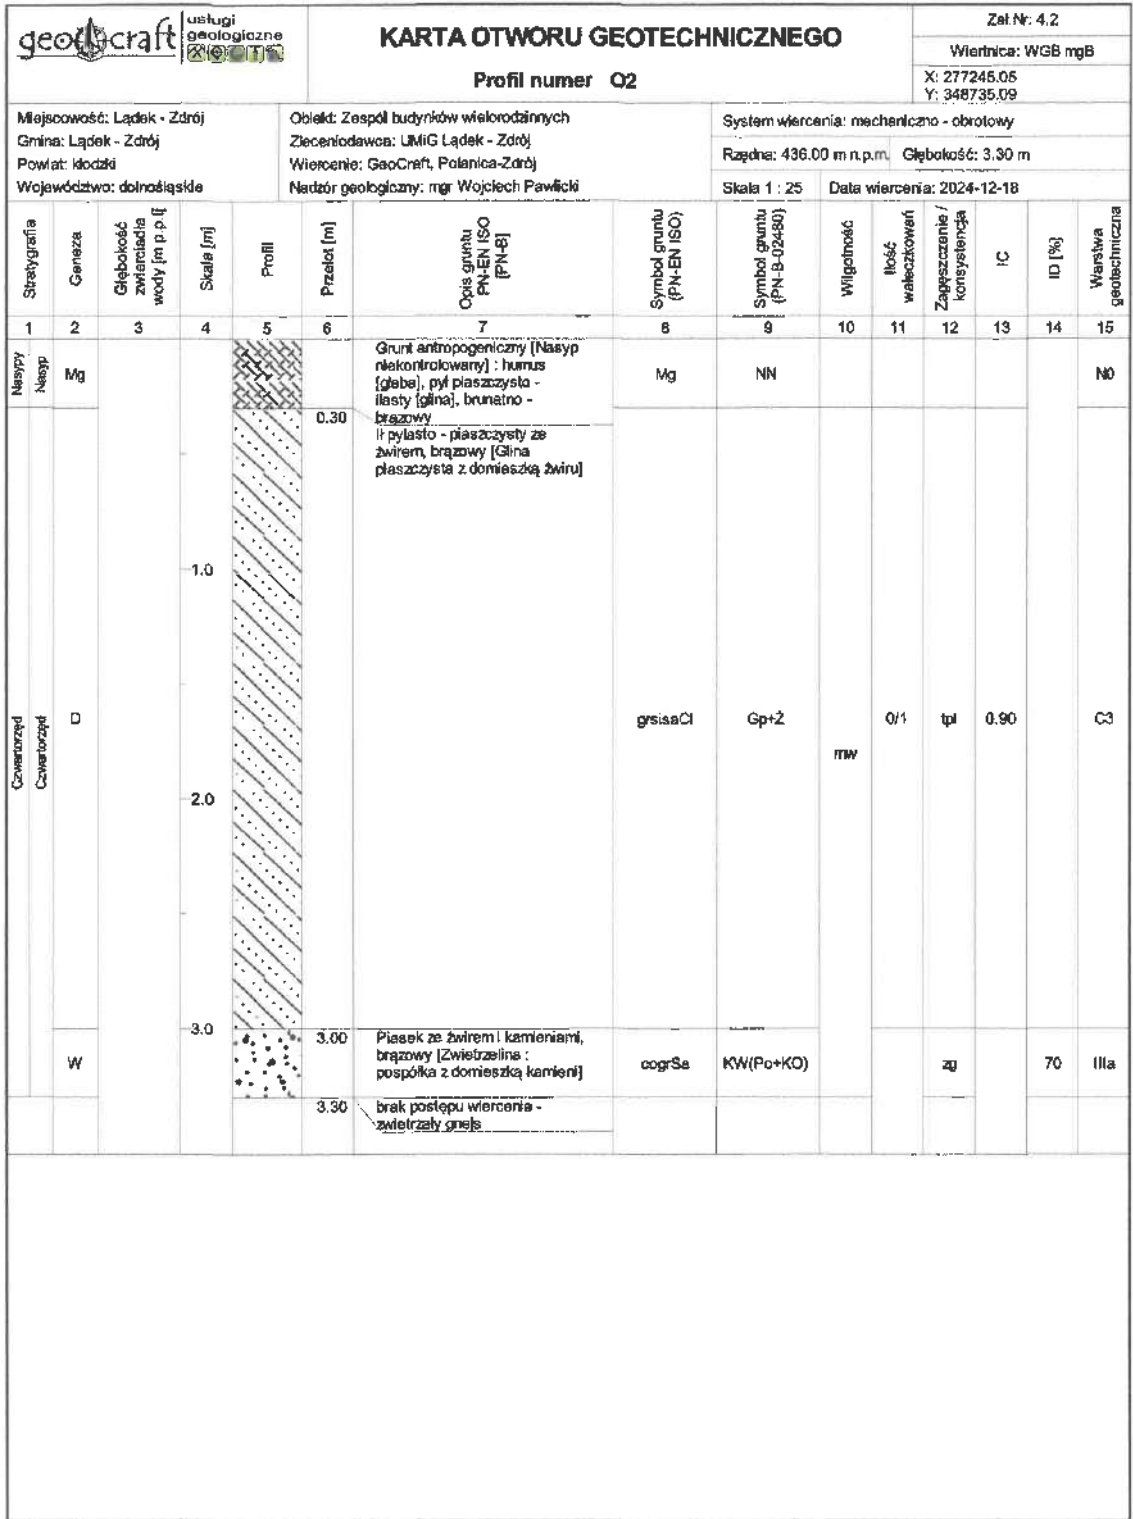 geocraft
usługi
geologiczne
KARTA OTWORU GEOTECHNICZNEGO
Profil numer O2
Zał.Nr: 4.2
Wiertnica: WGB mgB
X: 277245.05
Y: 348735.09
Miejscowość: Lądek - Zdrój
Gmina: Lądek - Zdrój
Powiat: kłodzki
Województwo: dolnośląskie
Obiekt: Zespół budynków wielorodzinnych
Zleceniodawca: UMiG Lądek - Zdrój
Wiercenie: GeoCraft, Polanica-Zdrój
Nadzór geologiczny: mgr Wojciech Pawlicki
System wiercenia: mechaniczno - obrotowy
Rzędna: 436.00 m n.p.m. Głębokość: 3.30 m
Skala 1 : 25 Data wiercenia: 2024-12-18
Stratygrafia
Geneza
Głębokość
zwierciadła
wody [m p.p.t]
Skala [m]
Profil
Przelot [m]
Opis gruntu
PN-EN ISO
[PN-B]
Symbol gruntu
(PN-EN ISO)
Symbol gruntu
(PN-B-02480)
Wilgotność
Ilość
wałeczkowań
Zagęszczenie /
konsystencja
IC
ID [%]
Warstwa
geotechniczna
1 2 3 4 5 6 7 8 9 10 11 12 13 14 15
Nasypy
Nasyp
Mg
Grunt antropogeniczny [Nasyp
niekontrolowany] : humus
[gleba], pył piaszczysto -
ilasty [glina], brunatno -
brązowy
Mg
NN
N0
0.30
Ił pylasto - piaszczysty ze
żwirem, brązowy [Glina
piaszczysta z domieszką żwiru]
1.0
Czwartorzęd
Czwartorzęd
D
grsisaCl
Gp+Ż
mw
0/1
tpl
0.90
C3
2.0
3.0
W
3.00
Piasek ze żwirem i kamieniami,
brązowy [Zwietrzelina :
pospółka z domieszką kamieni]
cogrSa
KW(Po+KO)
zg
70
IIIa
3.30
brak postępu wiercenia -
zwietrzały gnejs